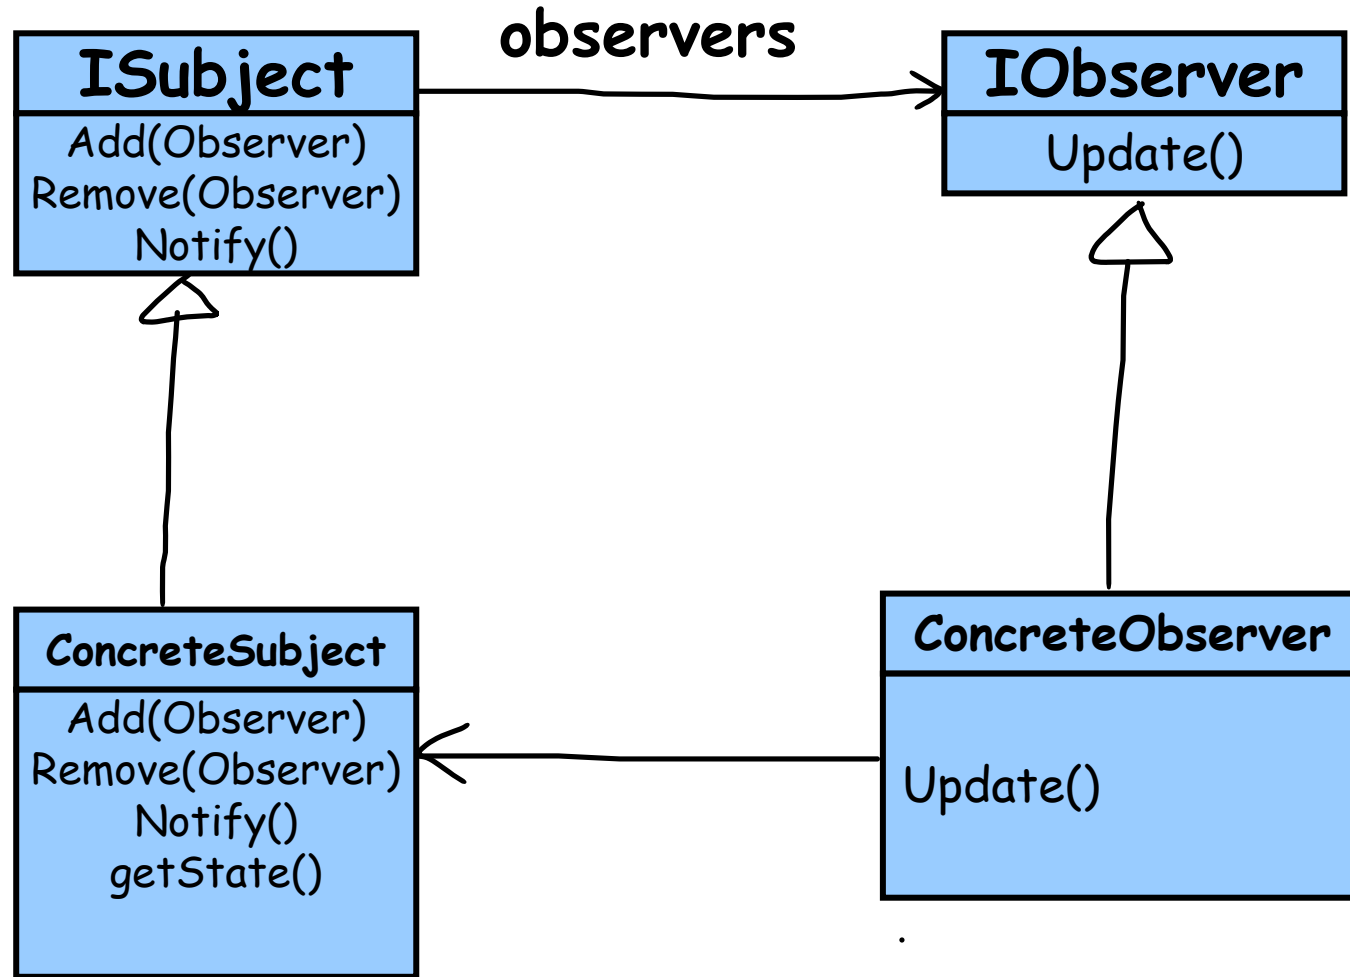 observers
ISubject
Add(Observer)
Remove(Observer)
Notify()
IObserver
Update()
ConcreteSubject
Add(Observer)
Remove(Observer)
Notify()
getState()
ConcreteObserver
Update()